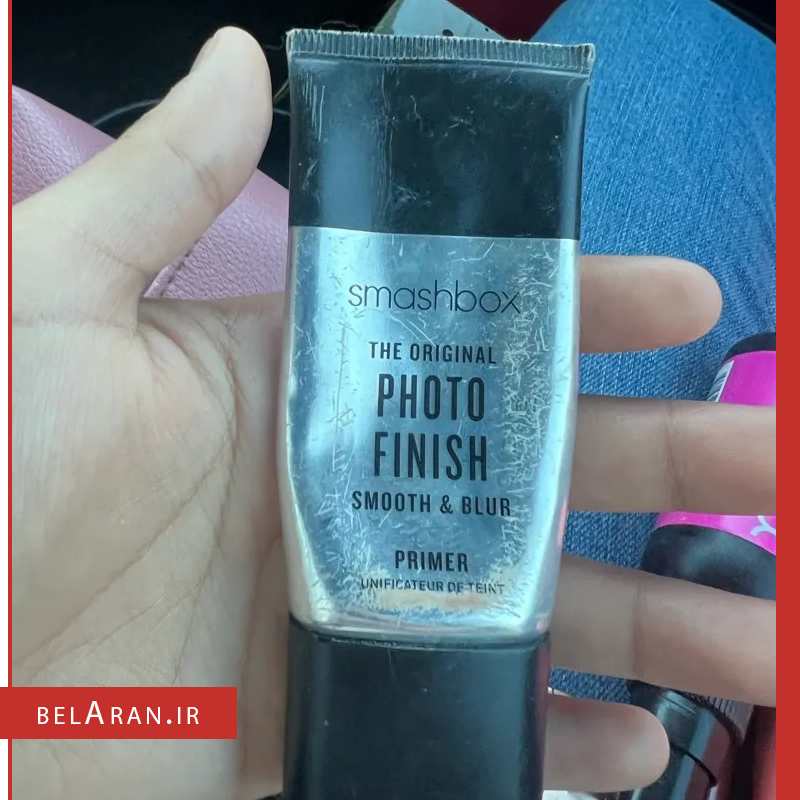 smashbox
THE ORIGINAL
PHOTO
FINISH
SMOOTH & BLUR
PRIMER
UNIFICATEUR DE TEINT
BELARAN.IR